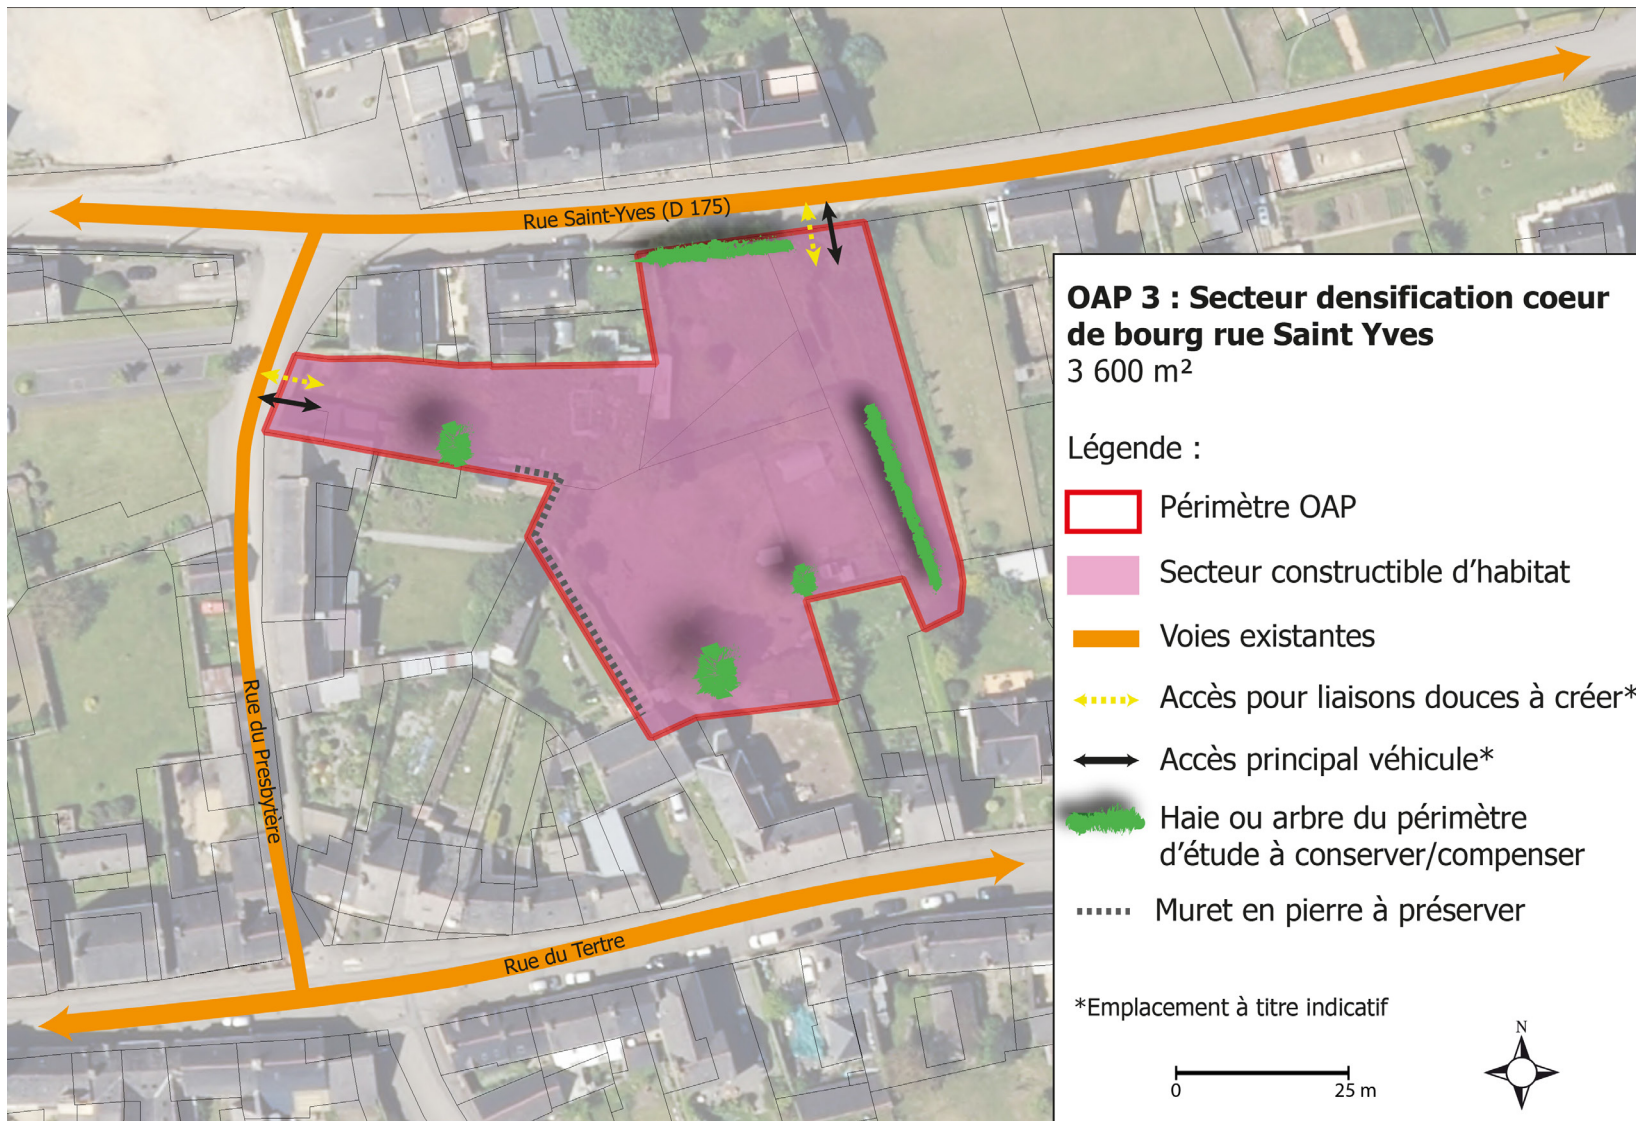 Rue Saint-Yves (D 175)
Rue du Presbytère
Rue du Tertre
OAP 3 : Secteur densification coeur
de bourg rue Saint Yves
3 600 m²
Légende :
Périmètre OAP
Secteur constructible d’habitat
Voies existantes
Accès pour liaisons douces à créer*
Accès principal véhicule*
Haie ou arbre du périmètre
d’étude à conserver/compenser
Muret en pierre à préserver
*Emplacement à titre indicatif
N
0 25 m